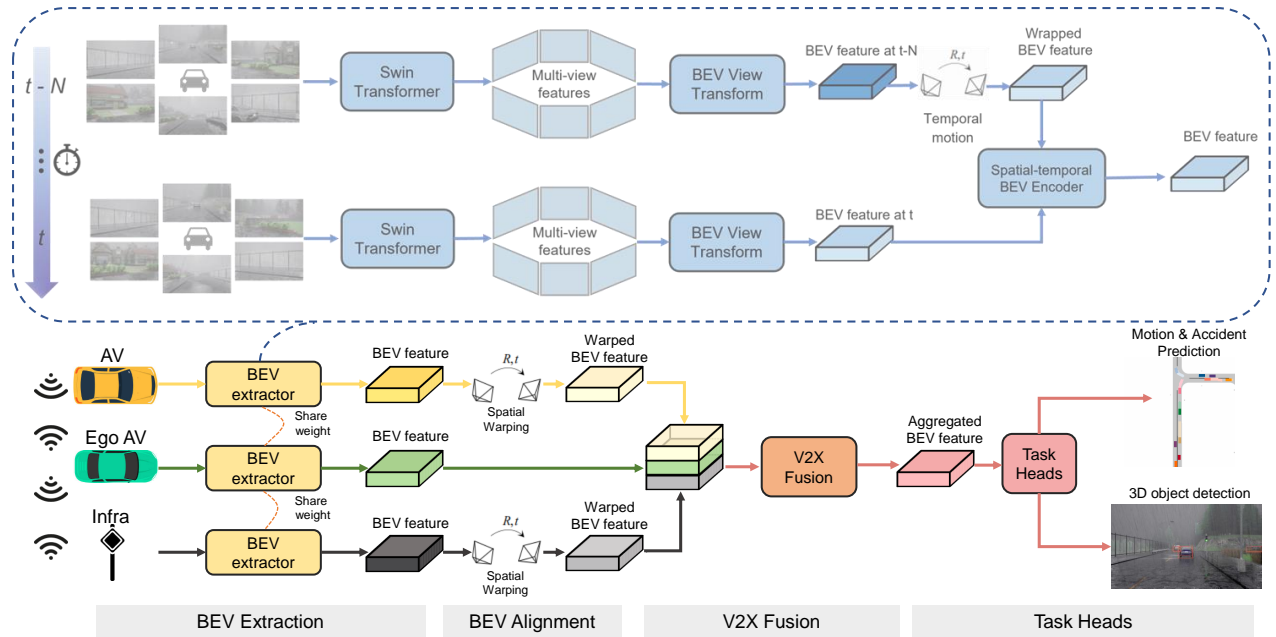 t - N
Swin
Transformer
Multi-view
features
BEV View
Transform
BEV feature at t-N
R,t
Temporal
motion
Wrapped
BEV feature
Spatial-temporal
BEV Encoder
BEV feature
t
Swin
Transformer
Multi-view
features
BEV View
Transform
BEV feature at t
AV
BEV
extractor
BEV feature
R,t
Spatial
Warping
Warped
BEV feature
Share
weight
Ego AV
BEV
extractor
BEV feature
Share
weight
Infra
BEV
extractor
BEV feature
R,t
Spatial
Warping
Warped
BEV feature
V2X
Fusion
Aggregated
BEV feature
Task
Heads
Motion & Accident
Prediction
3D object detection
BEV Extraction
BEV Alignment
V2X Fusion
Task Heads